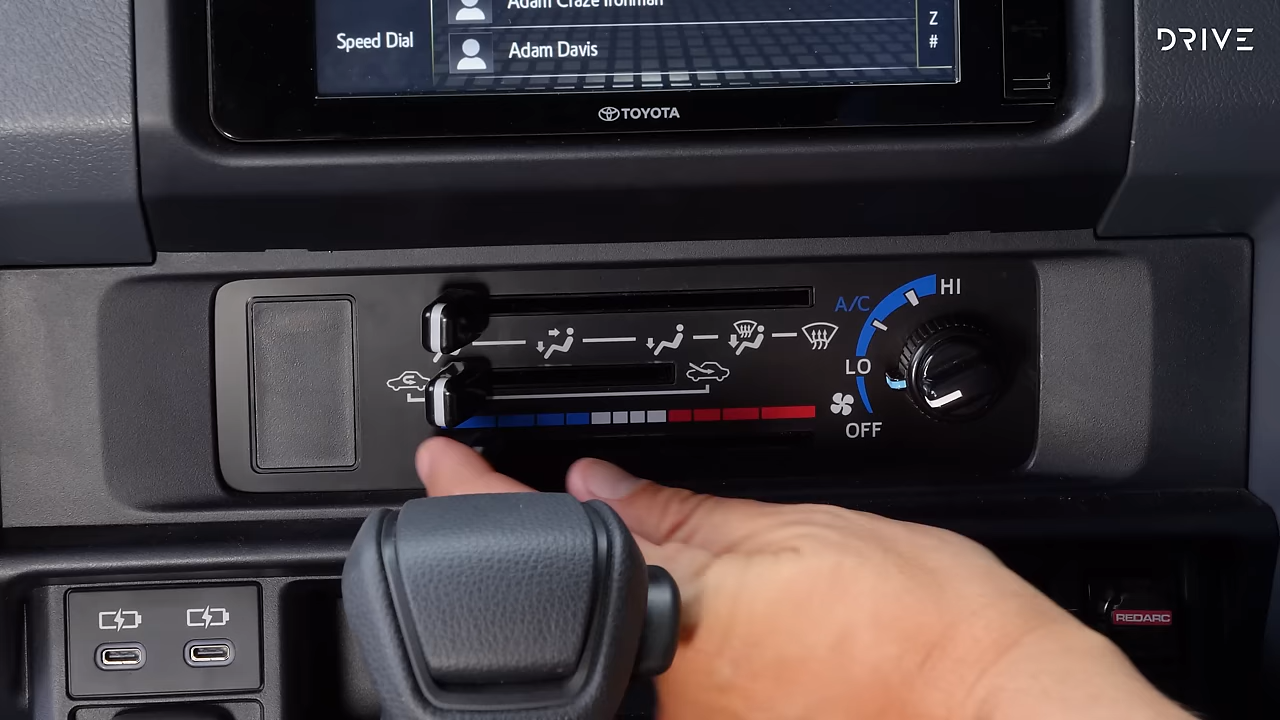 Adam Craze Ironman
Speed Dial
Adam Davis
Z
#
DRIVE
TOYOTA
A/C
HI
LO
OFF
REDARC